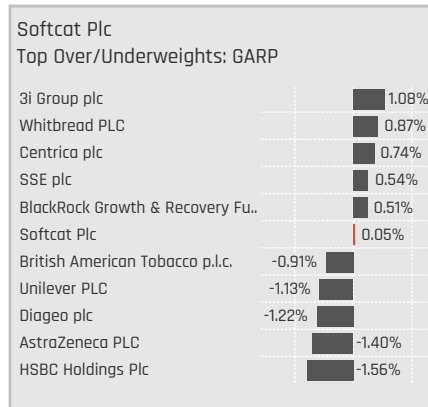 Softcat Plc
Top Over/Underweights: GARP
3i Group plc 1.08%
Whitbread PLC 0.87%
Centrica plc 0.74%
SSE plc 0.54%
BlackRock Growth & Recovery Fu.. 0.51%
Softcat Plc 0.05%
British American Tobacco p.l.c. -0.91%
Unilever PLC -1.13%
Diageo plc -1.22%
AstraZeneca PLC -1.40%
HSBC Holdings Plc -1.56%